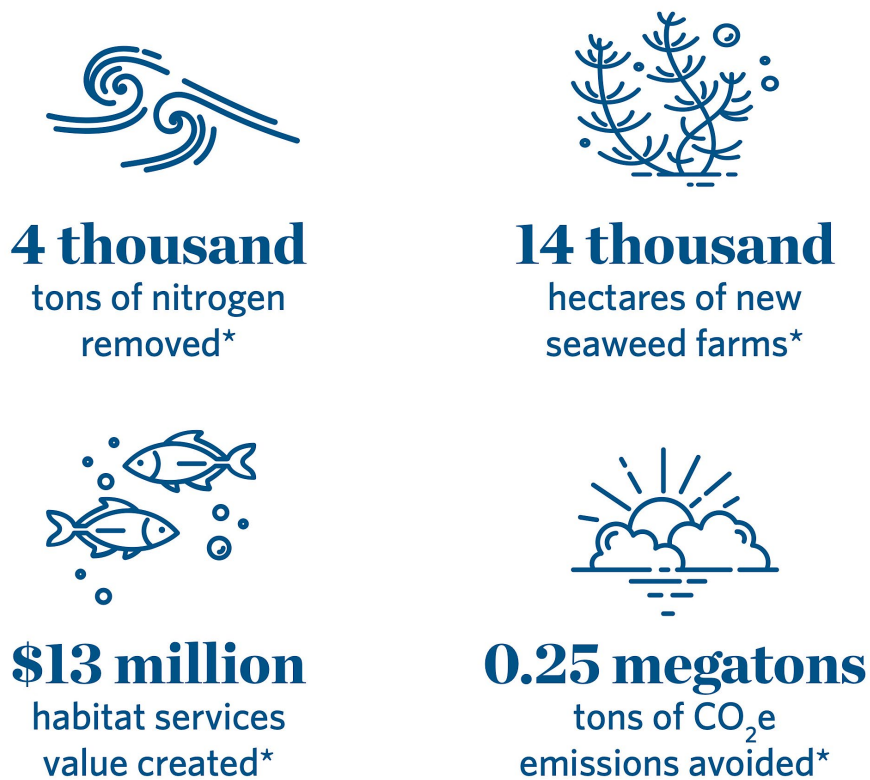 4 thousand
tons of nitrogen
removed*
14 thousand
hectares of new
seaweed farms*
$13 million
habitat services
value created*
0.25 megatons
tons of CO₂e
emissions avoided*